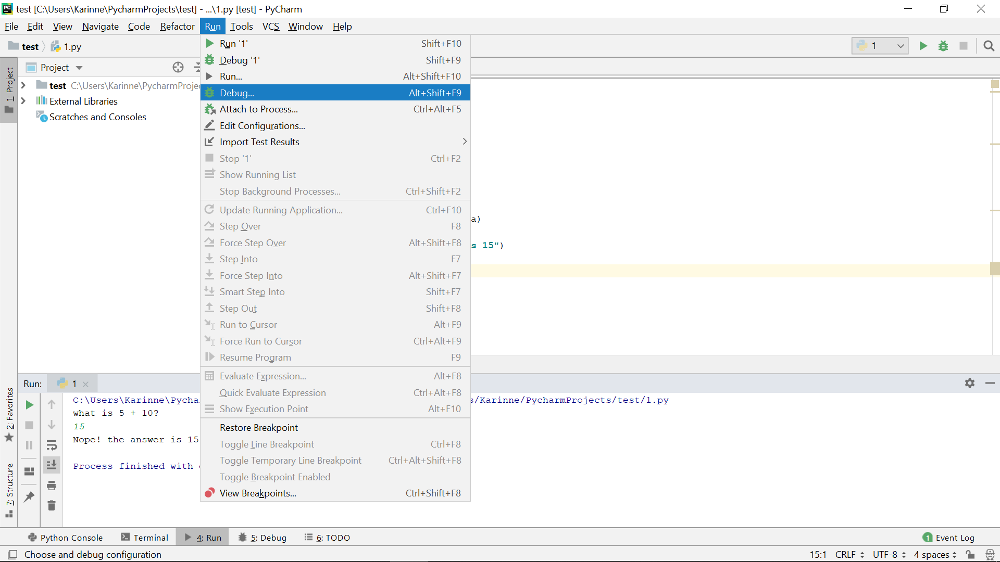 test [C:\Users\Karinne\PycharmProjects\test] - ...\1.py [test] - PyCharm
File Edit View Navigate Code Refactor Run Tools VCS Window Help
test 1.py
1
1: Project
Project
test C:\Users\Karinne\PycharmProjec
External Libraries
Scratches and Consoles
Run '1' Shift+F10
Debug '1' Shift+F9
Run... Alt+Shift+F10
Debug... Alt+Shift+F9
Attach to Process... Ctrl+Alt+F5
Edit Configurations...
Import Test Results
Stop '1' Ctrl+F2
Show Running List
Stop Background Processes... Ctrl+Shift+F2
Update Running Application... Ctrl+F10
Step Over F8
Force Step Over Alt+Shift+F8
Step Into F7
Force Step Into Alt+Shift+F7
Smart Step Into Shift+F7
Step Out Shift+F8
Run to Cursor Alt+F9
Force Run to Cursor Ctrl+Alt+F9
Resume Program F9
Evaluate Expression... Alt+F8
Quick Evaluate Expression Ctrl+Alt+F8
Show Execution Point Alt+F10
Restore Breakpoint
Toggle Line Breakpoint Ctrl+F8
Toggle Temporary Line Breakpoint Ctrl+Alt+Shift+F8
Toggle Breakpoint Enabled
View Breakpoints... Ctrl+Shift+F8
a)
s 15")
Run: 1
C:\Users\Karinne\Pycha
s/Karinne/PycharmProjects/test/1.py
what is 5 + 10?
15
Nope! the answer is 15
Process finished with
2: Favorites
7: Structure
Python Console Terminal 4: Run 5: Debug 6: TODO 1 Event Log
Choose and debug configuration 15:1 CRLF UTF-8 4 spaces